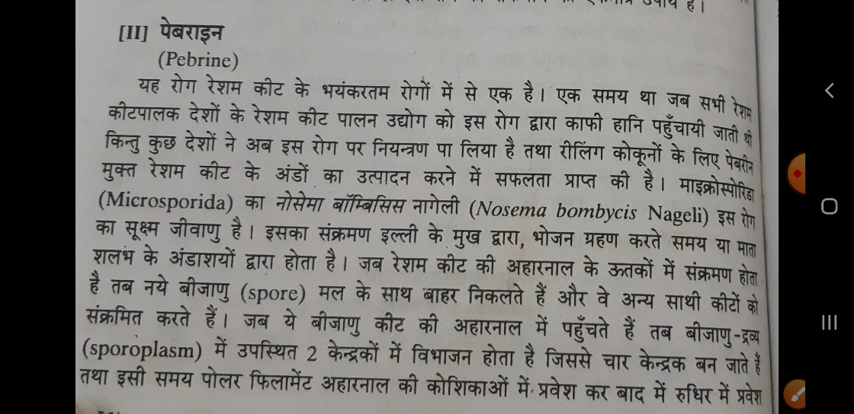 [II] पेबराइन
(Pebrine)
यह रोग रेशम कीट के भयंकरतम रोगों में से एक है। एक समय था जब सभी रेशम
कीटपालक देशों के रेशम कीट पालन उद्योग को इस रोग द्वारा काफी हानि पहुँचायी जाती थी
किन्तु कुछ देशों ने अब इस रोग पर नियन्त्रण पा लिया है तथा रीलिंग कोकूनों के लिए पेबरीन
मुक्त रेशम कीट के अंडों का उत्पादन करने में सफलता प्राप्त की है। माइक्रोस्पोरिडा
(Microsporida) का नोसेमा बॉम्बिसिस नागेली (Nosema bombycis Nageli) इस रोग
का सूक्ष्म जीवाणु है। इसका संक्रमण इल्ली के मुख द्वारा, भोजन ग्रहण करते समय या माता
शलभ के अंडाशयों द्वारा होता है। जब रेशम कीट की अहारनाल के ऊतकों में संक्रमण होता
है तब नये बीजाणु (spore) मल के साथ बाहर निकलते हैं और वे अन्य साथी कीटों को
संक्रमित करते हैं। जब ये बीजाणु कीट की अहारनाल में पहुँचते हैं तब बीजाणु-द्रव्य
(sporoplasm) में उपस्थित 2 केन्द्रकों में विभाजन होता है जिससे चार केन्द्रक बन जाते हैं
तथा इसी समय पोलर फिलामेंट अहारनाल की कोशिकाओं में प्रवेश कर बाद में रुधिर में प्रवेश